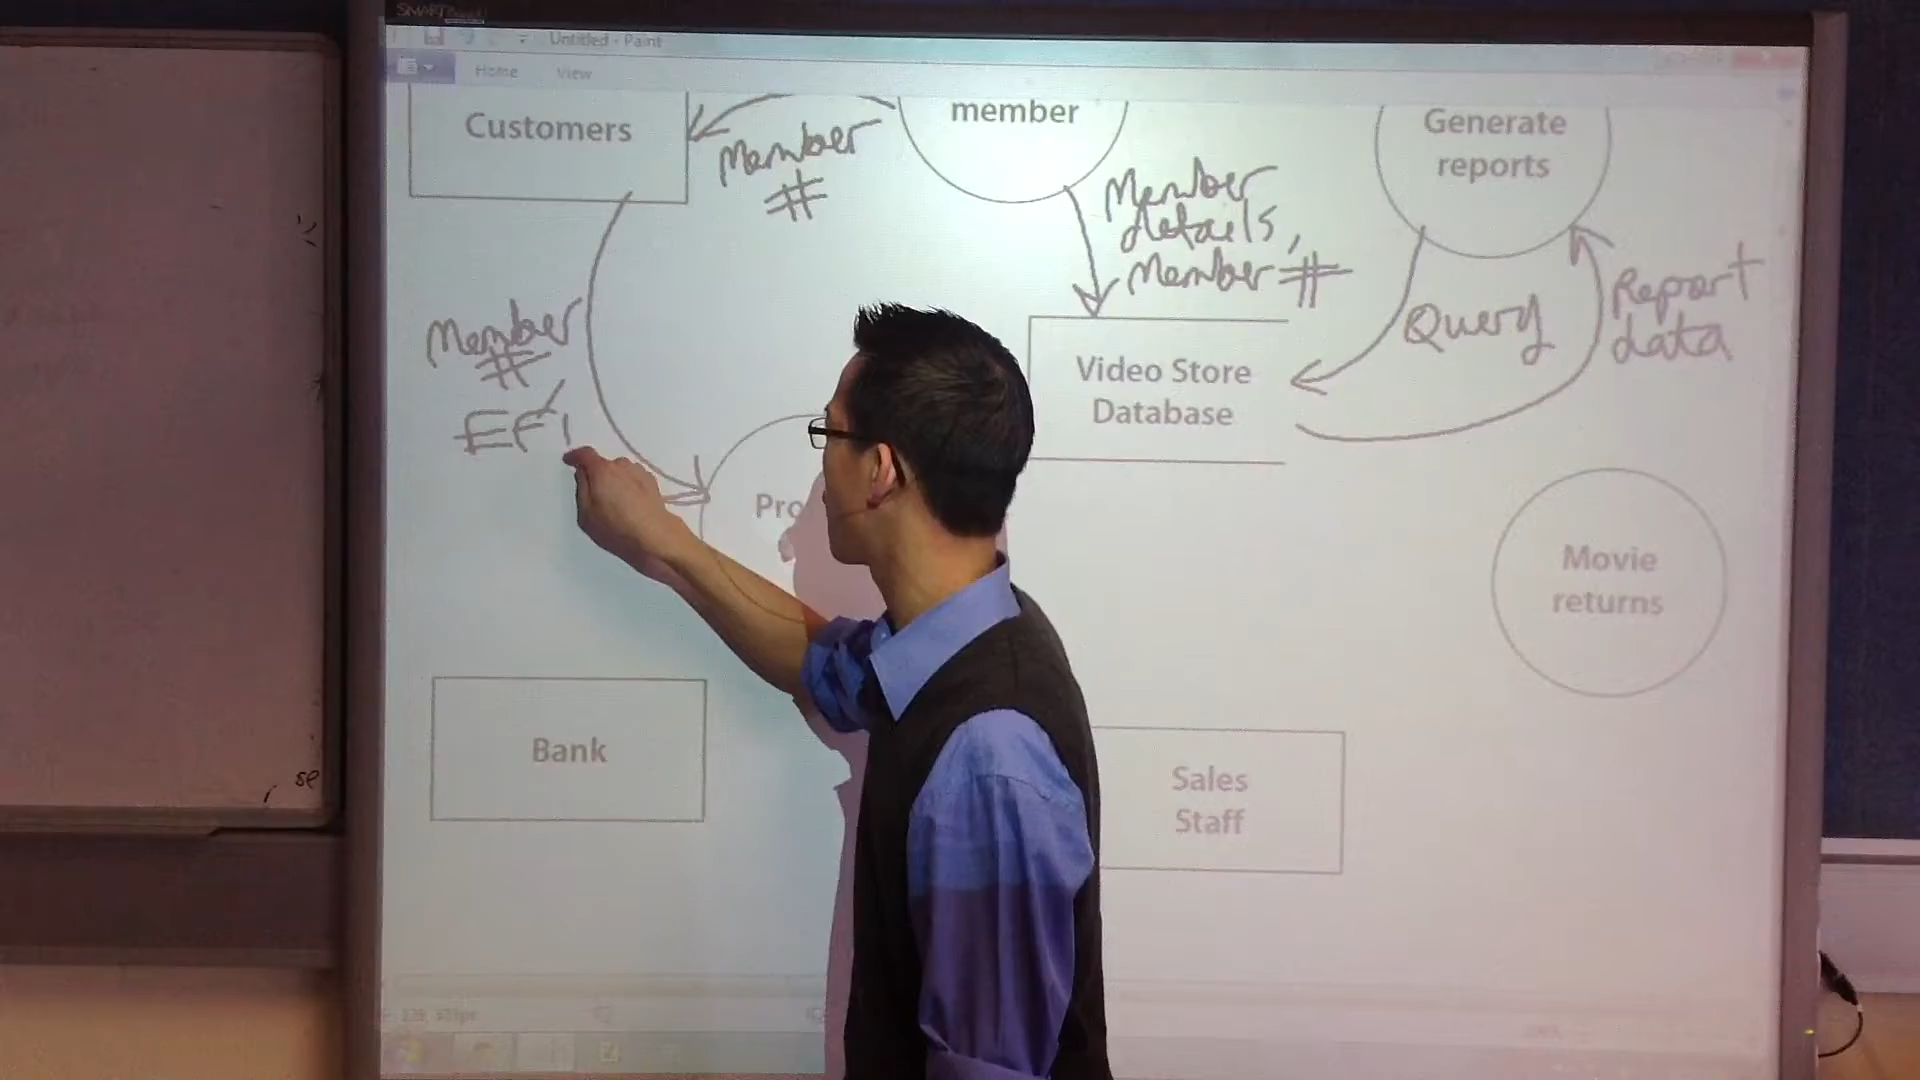 SMART
Untitled - Paint
Home View
Customers
member
Generate
reports
Member
#
Member
details,
Member #
Member
#
Query
Report
data
Video Store
Database
Pro
Movie
returns
Bank
Sales
Staff